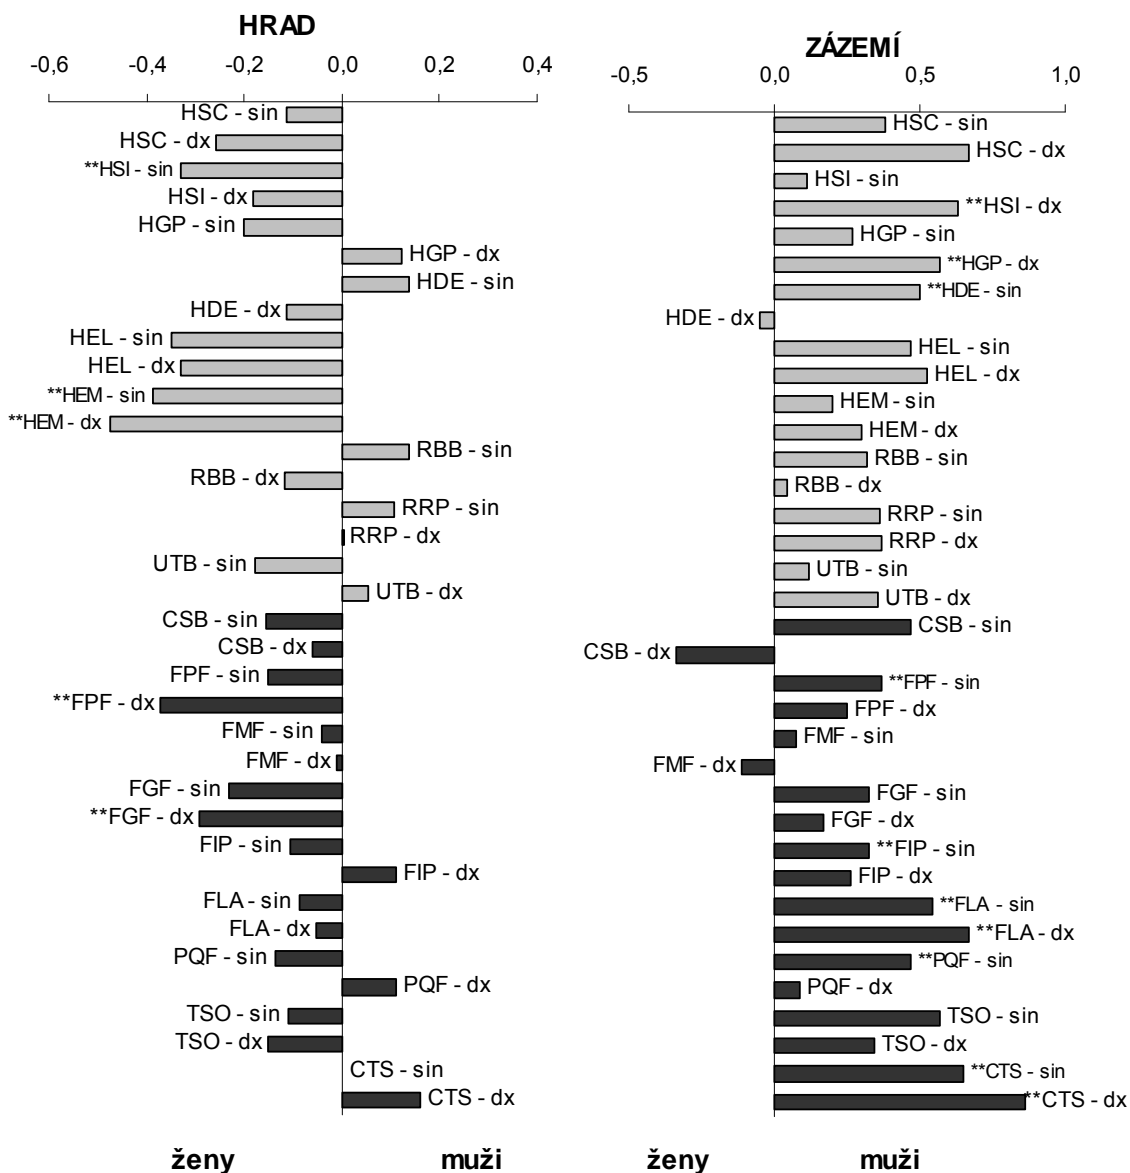 HRAD
-0,6 -0,4 -0,2 0,0 0,2 0,4
HSC - sin
HSC - dx
**HSI - sin
HSI - dx
HGP - sin
HGP - dx
HDE - sin
HDE - dx
HEL - sin
HEL - dx
**HEM - sin
**HEM - dx
RBB - sin
RBB - dx
RRP - sin
RRP - dx
UTB - sin
UTB - dx
CSB - sin
CSB - dx
FPF - sin
**FPF - dx
FMF - sin
FMF - dx
FGF - sin
**FGF - dx
FIP - sin
FIP - dx
FLA - sin
FLA - dx
PQF - sin
PQF - dx
TSO - sin
TSO - dx
CTS - sin
CTS - dx
ženy muži
ZÁZEMÍ
-0,5 0,0 0,5 1,0
HSC - sin
HSC - dx
HSI - sin
**HSI - dx
HGP - sin
**HGP - dx
**HDE - sin
HDE - dx
HEL - sin
HEL - dx
HEM - sin
HEM - dx
RBB - sin
RBB - dx
RRP - sin
RRP - dx
UTB - sin
UTB - dx
CSB - sin
CSB - dx
**FPF - sin
FPF - dx
FMF - sin
FMF - dx
FGF - sin
FGF - dx
**FIP - sin
FIP - dx
**FLA - sin
**FLA - dx
**PQF - sin
PQF - dx
TSO - sin
TSO - dx
**CTS - sin
**CTS - dx
ženy muži